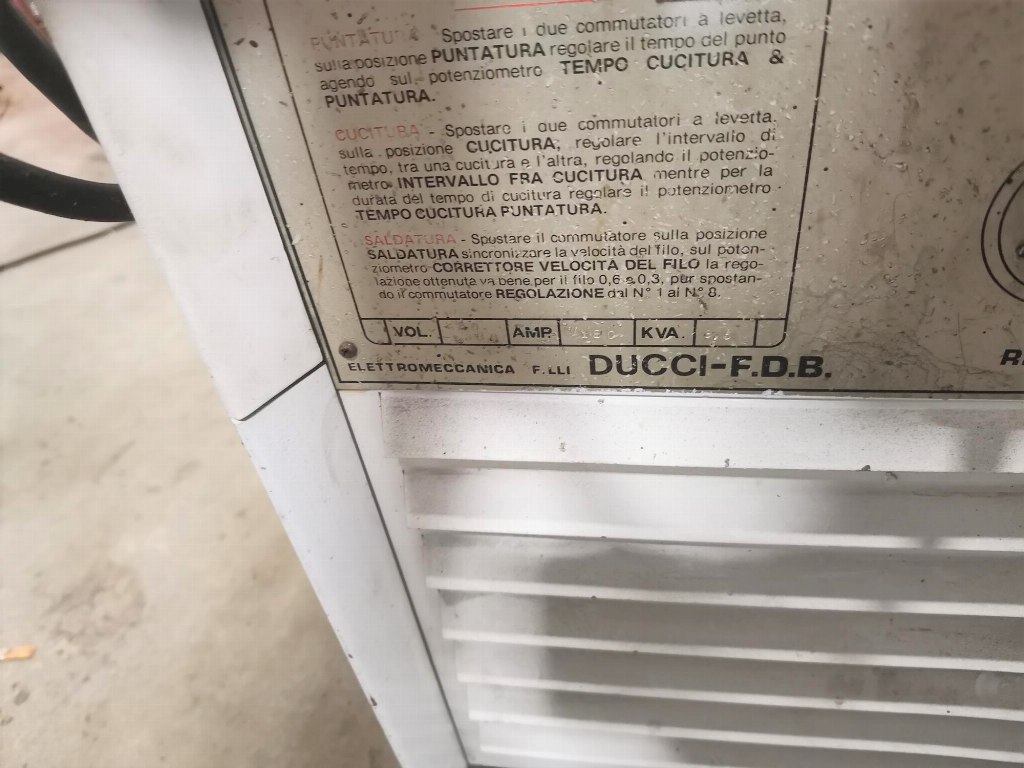 PUNTATURA - Spostare i due commutatori a levetta,
sulla posizione PUNTATURA regolare il tempo del punto
agendo sul potenziometro TEMPO CUCITURA &
PUNTATURA.
CUCITURA - Spostare i due commutatori a levetta.
sulla posizione CUCITURA, regolare l'intervallo di
tempo, tra una cucitura e l'altra, regolando il potenzio-
metro INTERVALLO FRA CUCITURA mentre per la
durata del tempo di cucitura regolare il potenziometro
TEMPO CUCITURA PUNTATURA.
SALDATURA - Spostare il commutatore sulla posizione
SALDATURA sincronizzare la velocità del filo, sul poten-
ziometro CORRETTORE VELOCITÀ DEL FILO la rego-
lazione ottenuta va bene per il filo 0,6 e 0,3, pur spostan-
do il commutatore REGOLAZIONE dal N° 1 al N° 8.
VOL. AMP. KVA.
ELETTROMECCANICA F.LLI DUCCI-F.D.B.